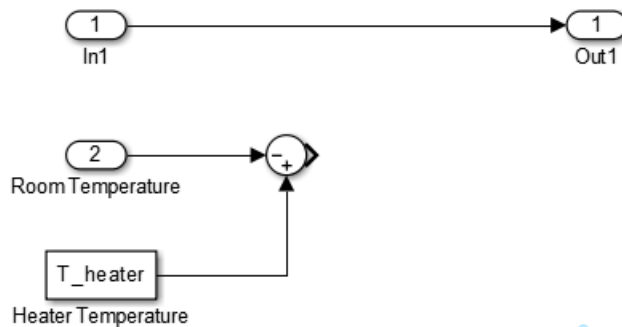 1
In1
1
Out1
2
Room Temperature
-
+
T_heater
Heater Temperature